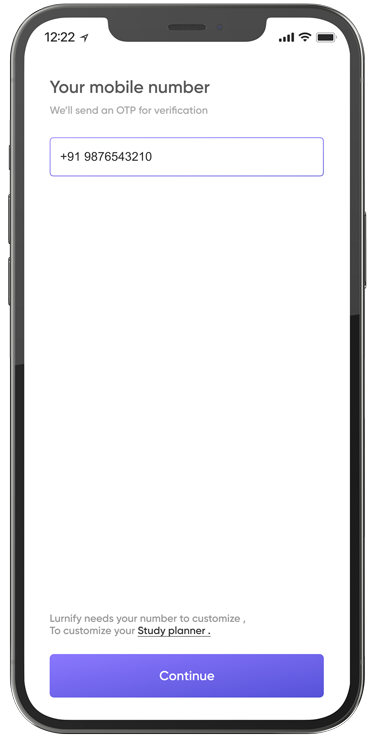 12:22
Your mobile number
We'll send an OTP for verification
+91 9876543210
Lurnify needs your number to customize ,
To customize your Study planner .
Continue